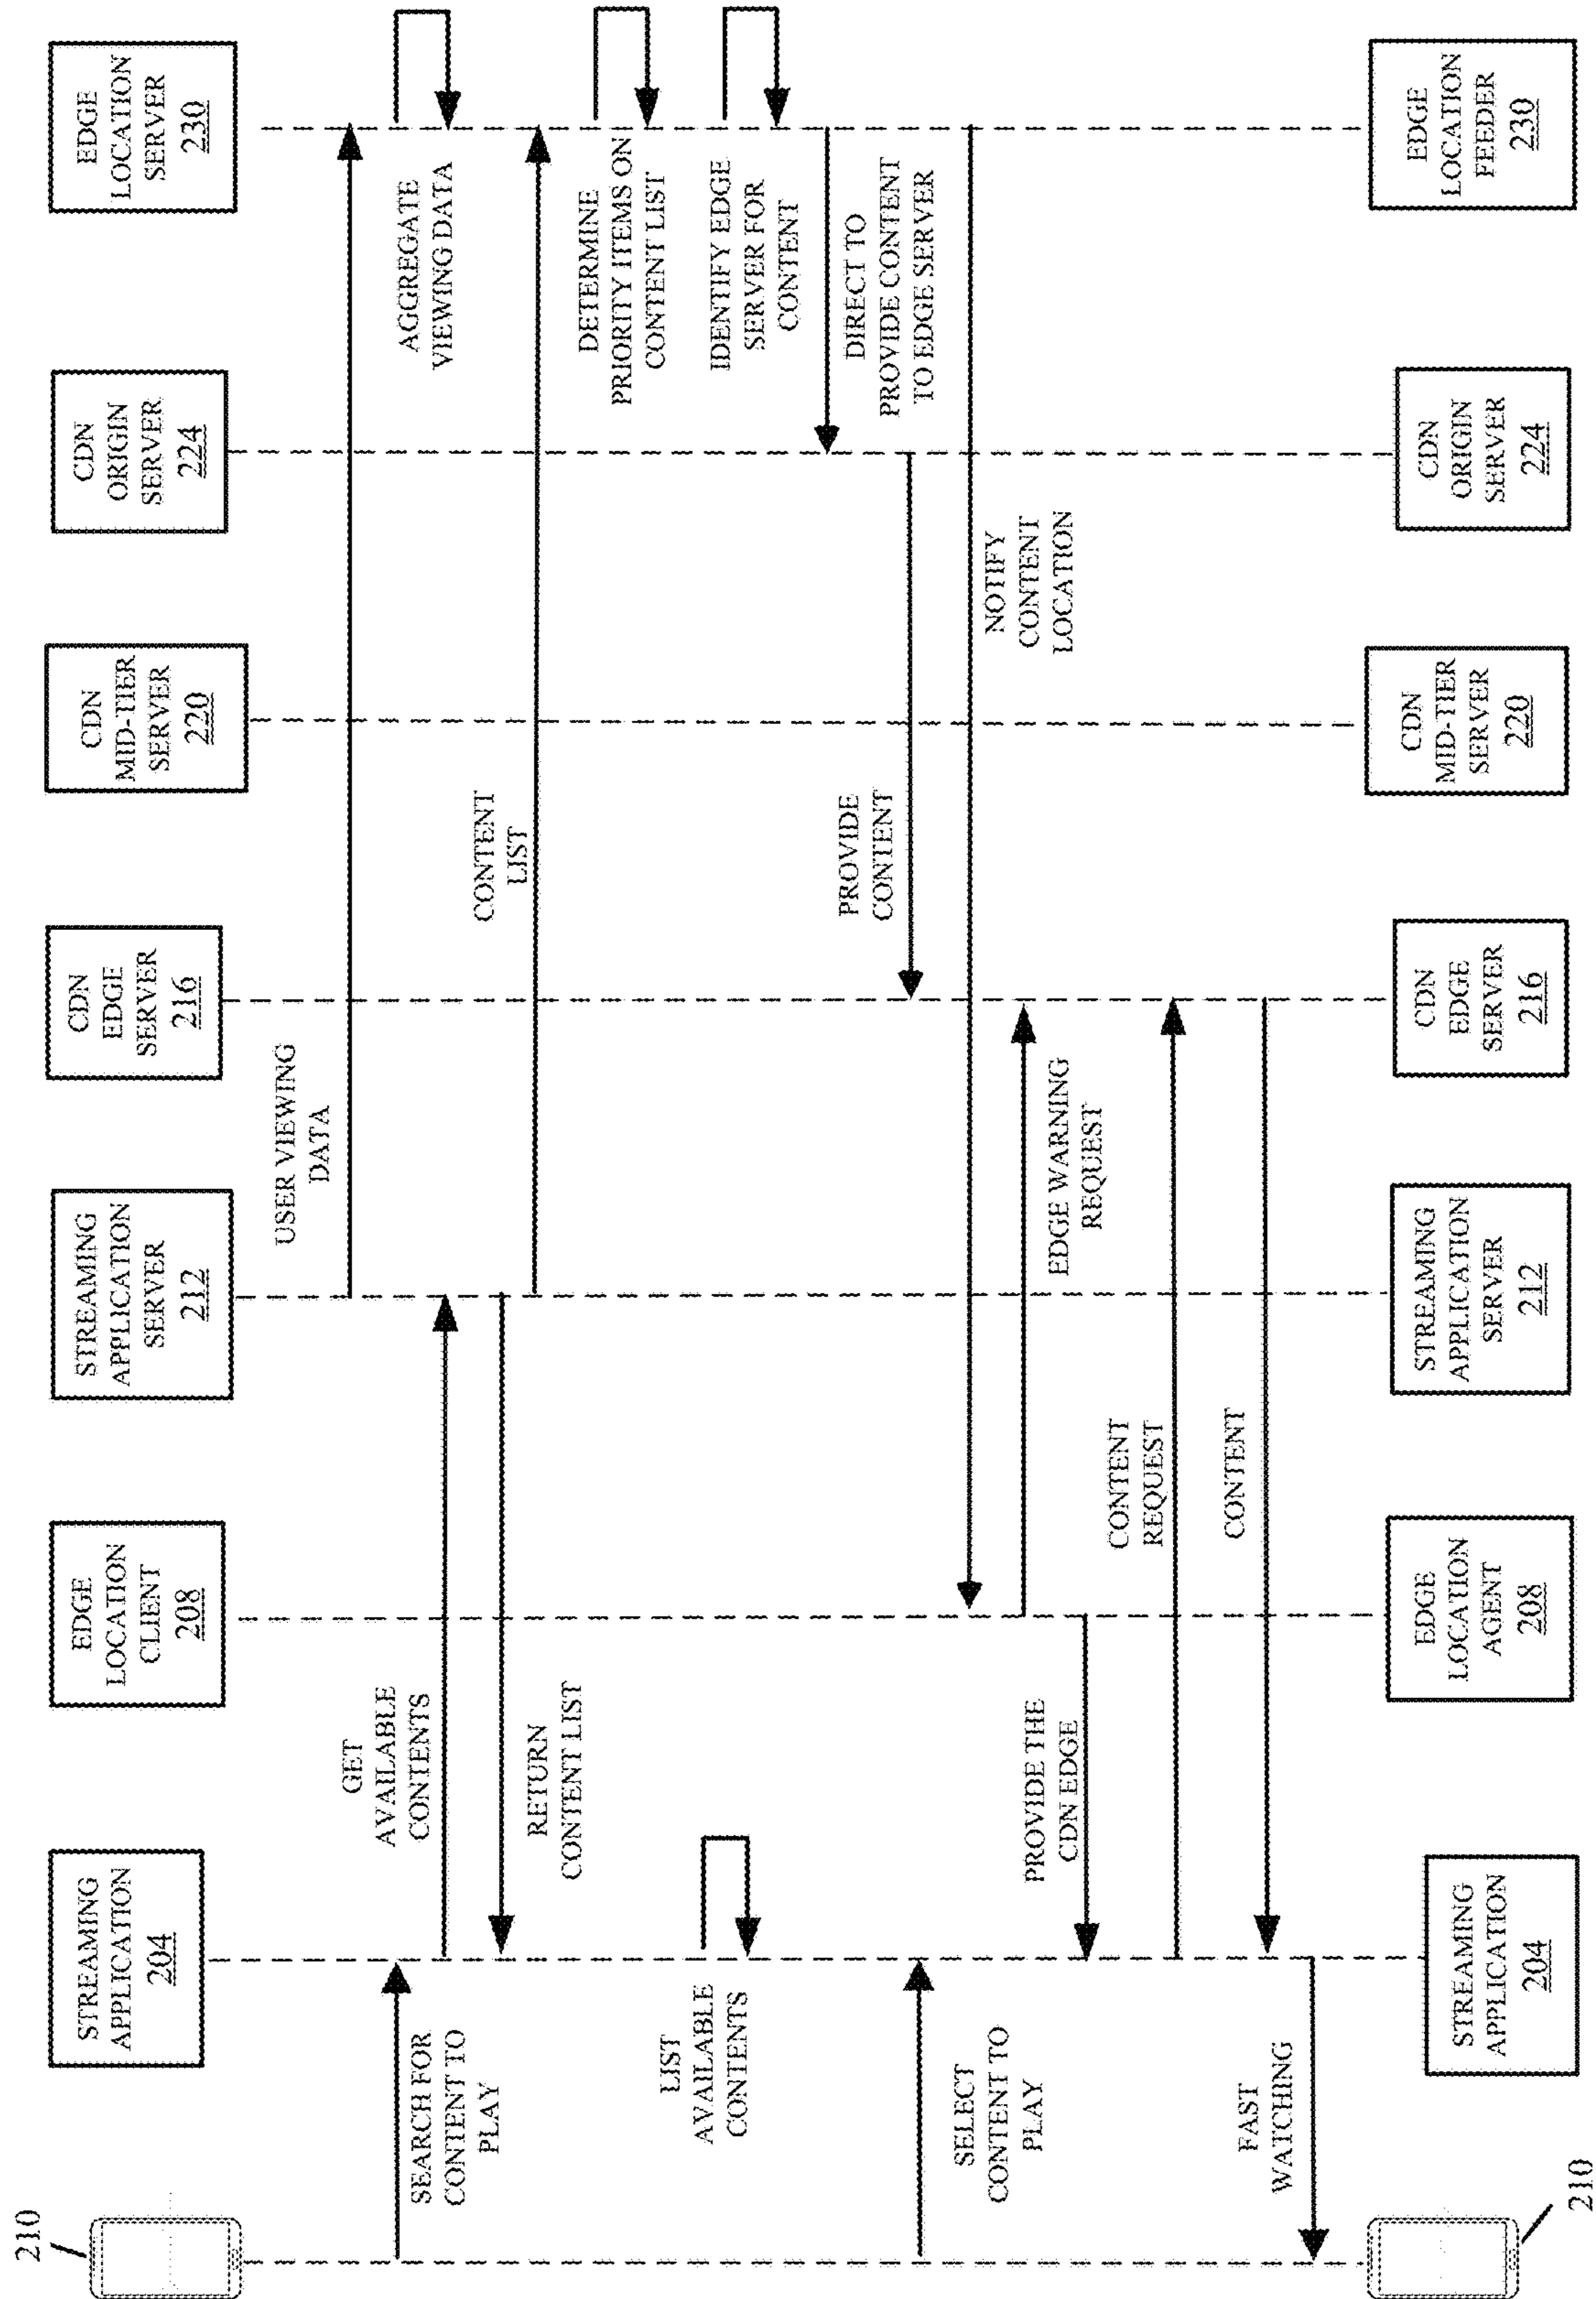 210
STREAMING
APPLICATION
204
EDGE
LOCATION
CLIENT
208
STREAMING
APPLICATION
SERVER
212
CDN
EDGE
SERVER
216
CDN
MID-TIER
SERVER
220
CDN
ORIGIN
SERVER
224
EDGE
LOCATION
SERVER
230
USER VIEWING
DATA
SEARCH FOR
CONTENT TO
PLAY
GET
AVAILABLE
CONTENTS
AGGREGATE
VIEWING DATA
RETURN
CONTENT LIST
CONTENT
LIST
DETERMINE
PRIORITY ITEMS ON
CONTENT LIST
LIST
AVAILABLE
CONTENTS
IDENTIFY EDGE
SERVER FOR
CONTENT
DIRECT TO
PROVIDE CONTENT
TO EDGE SERVER
PROVIDE
CONTENT
SELECT
CONTENT TO
PLAY
NOTIFY
CONTENT
LOCATION
EDGE WARNING
REQUEST
PROVIDE THE
CDN EDGE
CONTENT
REQUEST
CONTENT
FAST
WATCHING
210
STREAMING
APPLICATION
204
EDGE
LOCATION
AGENT
208
STREAMING
APPLICATION
SERVER
212
CDN
EDGE
SERVER
216
CDN
MID-TIER
SERVER
220
CDN
ORIGIN
SERVER
224
EDGE
LOCATION
FEEDER
230